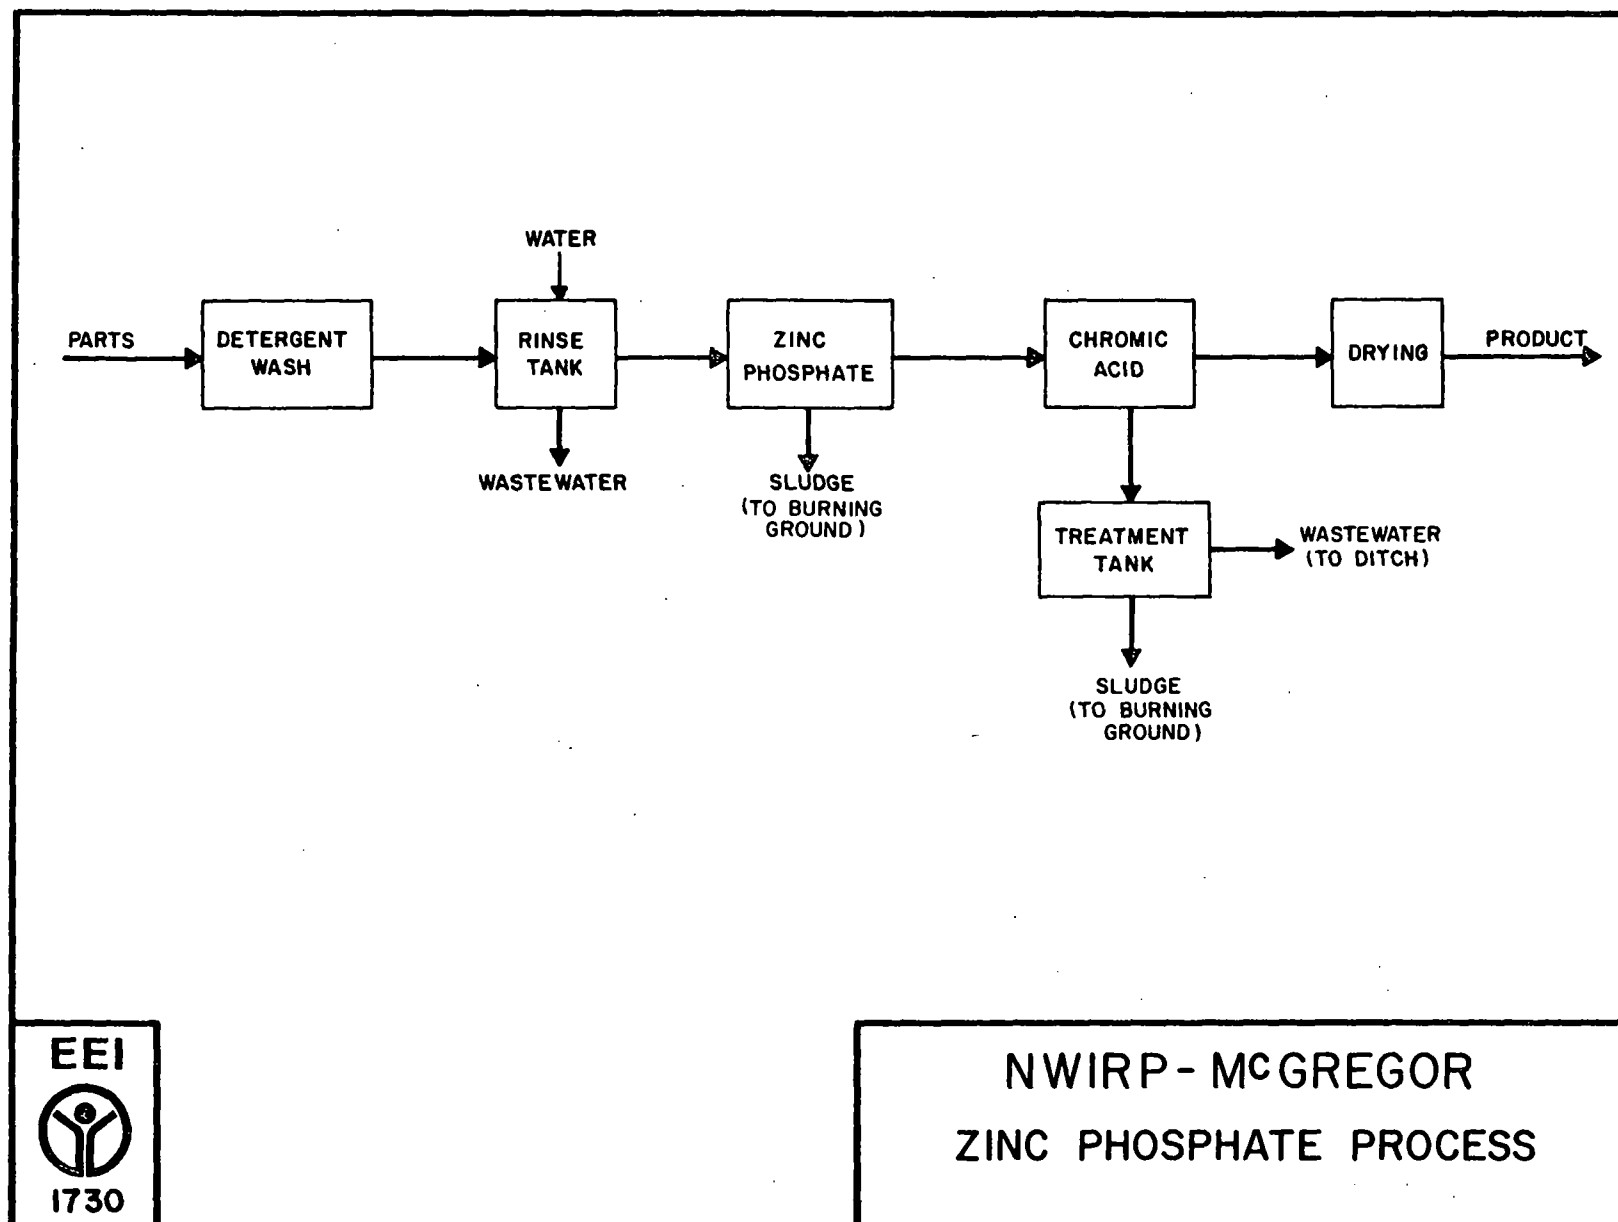 WATER
PARTS
DETERGENT
WASH
RINSE
TANK
ZINC
PHOSPHATE
CHROMIC
ACID
DRYING
PRODUCT
WASTEWATER
SLUDGE
(TO BURNING
GROUND)
TREATMENT
TANK
WASTEWATER
(TO DITCH)
SLUDGE
(TO BURNING
GROUND)
EEI
1730
NWIRP-McGREGOR
ZINC PHOSPHATE PROCESS